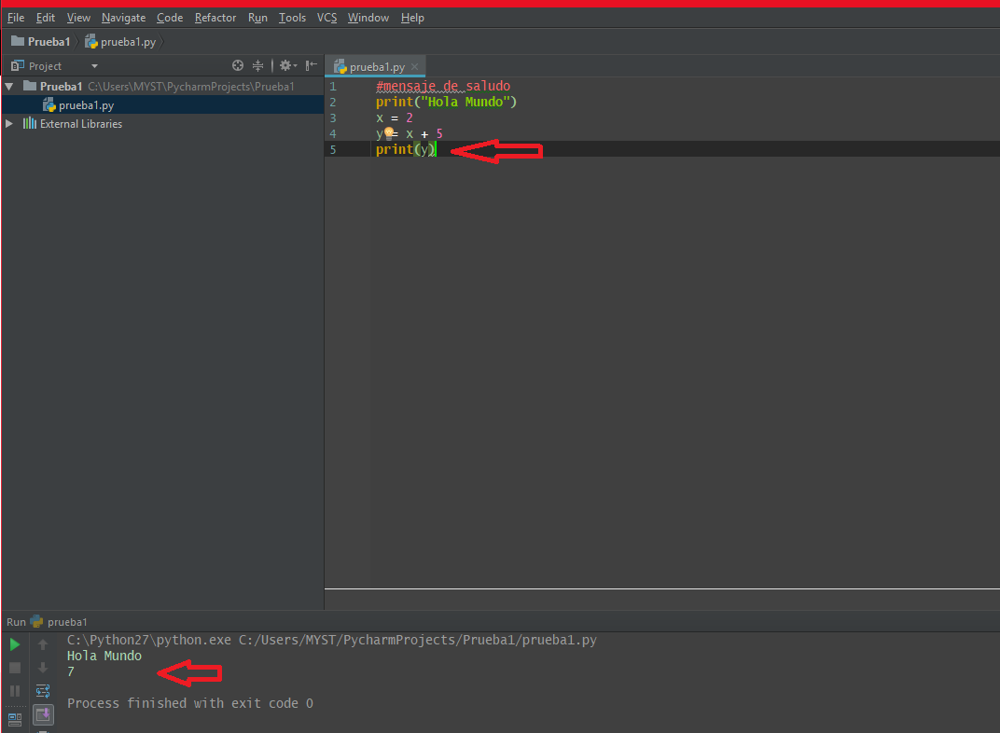 File Edit View Navigate Code Refactor Run Tools VCS Window Help
Prueba1 prueba1.py
Project
prueba1.py
Prueba1 C:\Users\MYST\PycharmProjects\Prueba1
prueba1.py
External Libraries
1 #mensaje de saludo
2 print("Hola Mundo")
3 x = 2
4 y = x + 5
5 print(y)
Run prueba1
C:\Python27\python.exe C:/Users/MYST/PycharmProjects/Prueba1/prueba1.py
Hola Mundo
7
Process finished with exit code 0